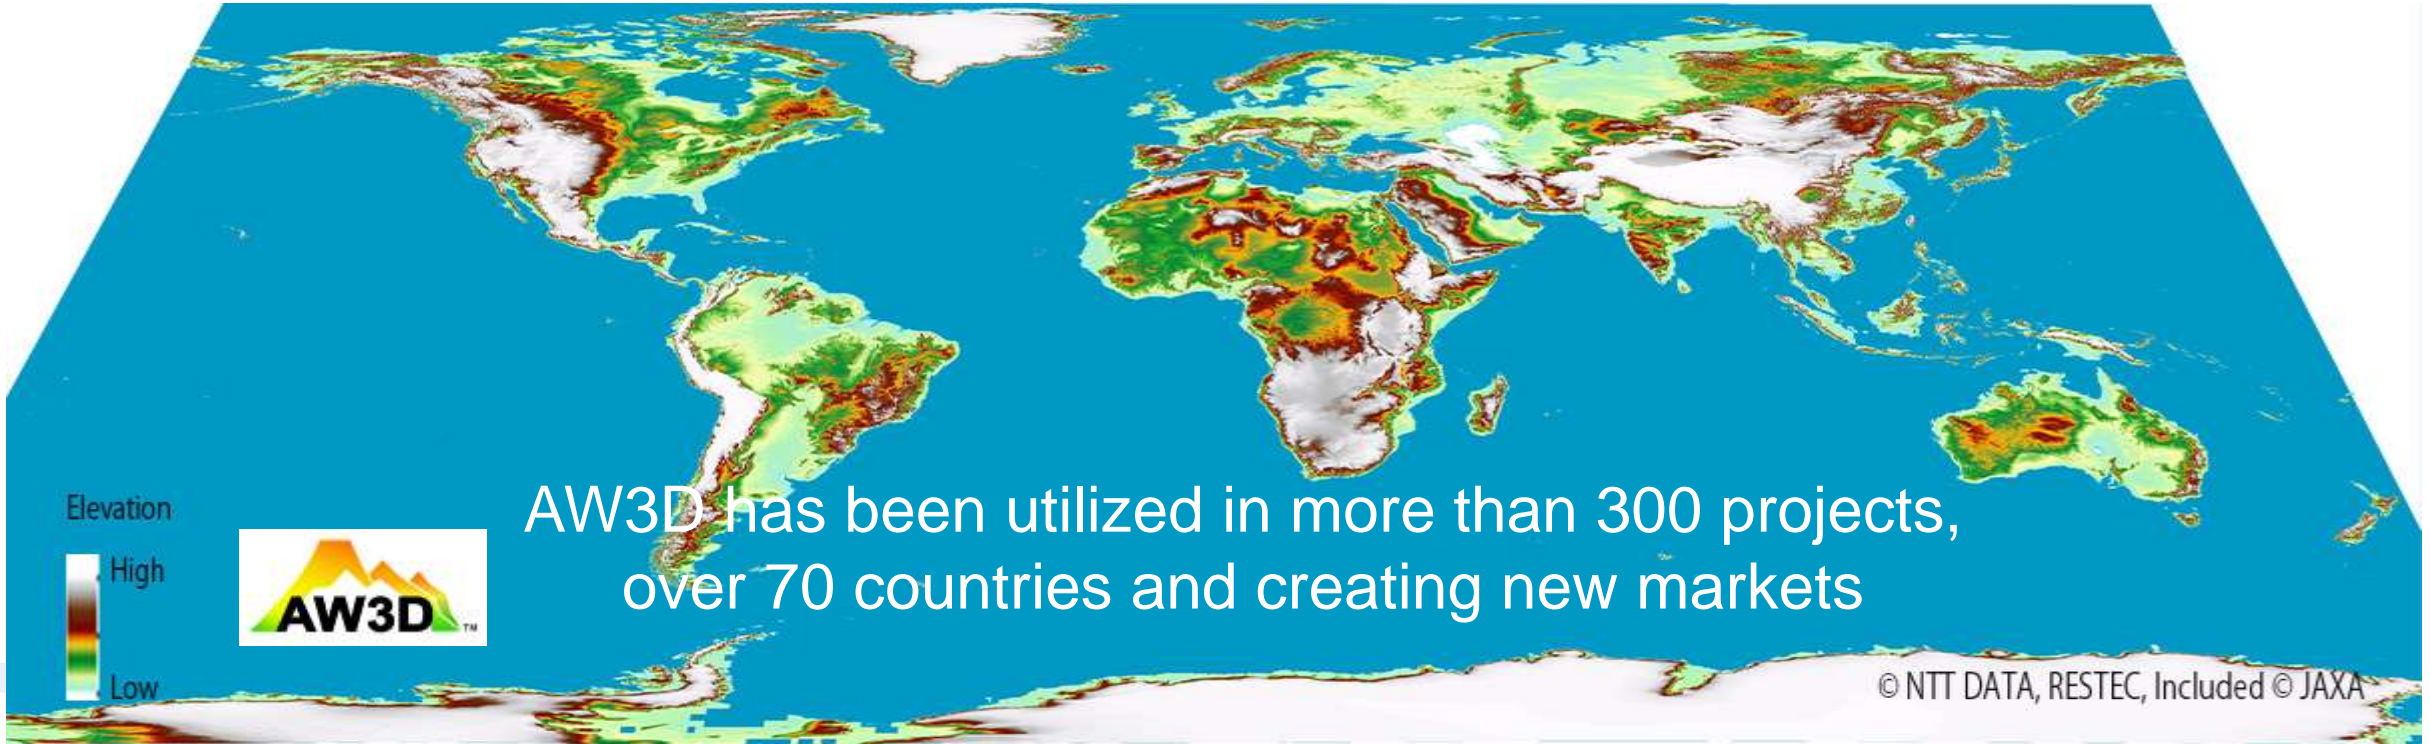 Elevation
High
Low
AW3D TM
AW3D has been utilized in more than 300 projects,
over 70 countries and creating new markets
© NTT DATA, RESTEC, Included © JAXA